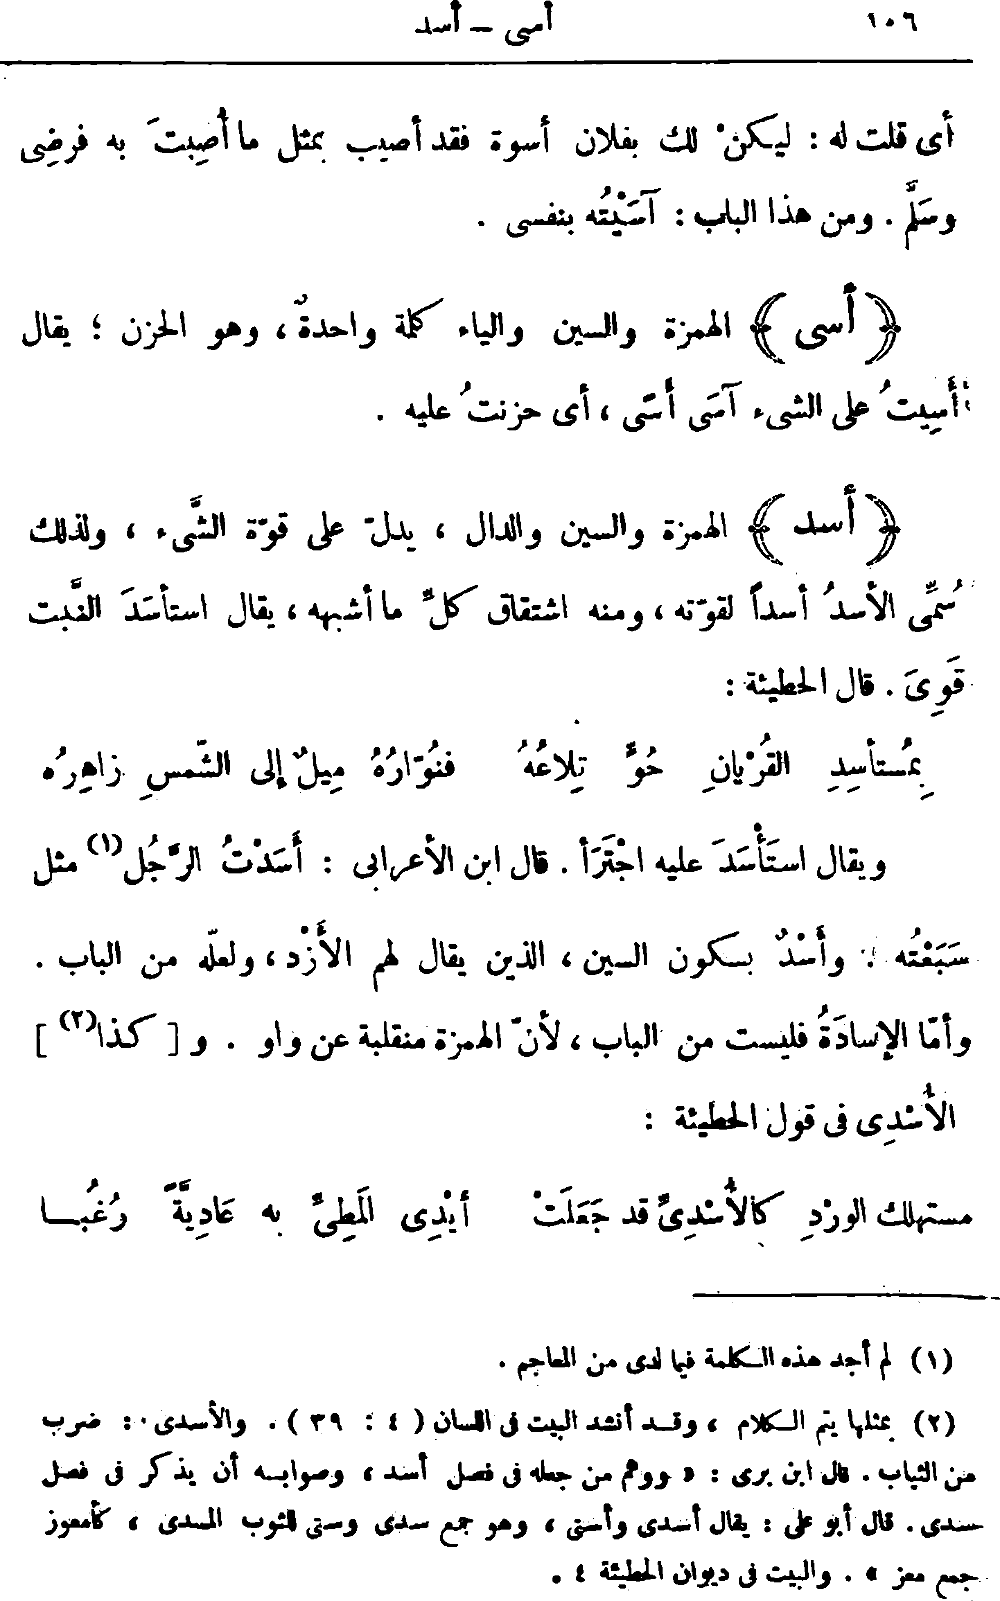 ١٠٦ أسى — أسد
أى قلت له : ليكنْ لك بفلان أسوة فقد أصيب بمثل ما أُصِبتَ به فرضِى
وسَلَّم . ومن هذا الباب : آسَيْتُه بنفسى .
﴿ أسى ﴾ الهمزة والسين والياء كلمة واحدةٌ ، وهو الحزن ؛ يقال
أَسِيتُ على الشىء آسَى أَسًى ، أى حزنتُ عليه .
﴿ أسد ﴾ الهمزة والسين والدال ، يدلّ على قوّة الشَّىء ، ولذلك
سُمِّى الأسدُ أسداً لقوّته ، ومنه اشتقاق كلِّ ما أشبهه ، يقال استأسَدَ النَّبت
قَوِىَ . قال الحطيئة :
بِمُستأسِدِ القُرْيانِ حُوٍّ تِلاعُهُ فنُوّارُهُ مِيلٌ إلى الشّمسِ زاهِرُه
ويقال استَأْسَدَ عليه اجْتَرَأ . قال ابن الأعرابى : أَسَدْتُ الرَّجُل (١) مثل
سَبَعْتُه . وأَسْدٌ بسكون السين ، الذين يقال لهم الأَزْد ، ولعلّه من الباب .
وأمّا الإسادَةُ فليست من الباب ، لأنّ الهمزة منقلبة عن واو . و [ كذا (٢) ]
الأُسْدِى فى قول الحطيئة :
مستهلك الوِرْدِ كالأُسْدِىِّ قد جَعَلَتْ أيْدِى المَطِىِّ به عَادِيَّةً رُغُبا
(١) لم أجد هذه الكلمة فيما لدى من المعاجم .
(٢) بمثلها يتم الكلام ، وقد أنشد البيت فى اللسان ( ٤ : ٣٩ ) . والأسدى : ضرب
من الثياب . قال ابن برى : « ووهم من جعله فى فصل أسد ، وصوابه أن يذكر فى فصل
سدى . قال أبو على : يقال أسدى وأستى ، وهو جمع سدى وستى للثوب المسدى ، كأمعوز
جمع معز » . والبيت فى ديوان الحطيئة ٤ .